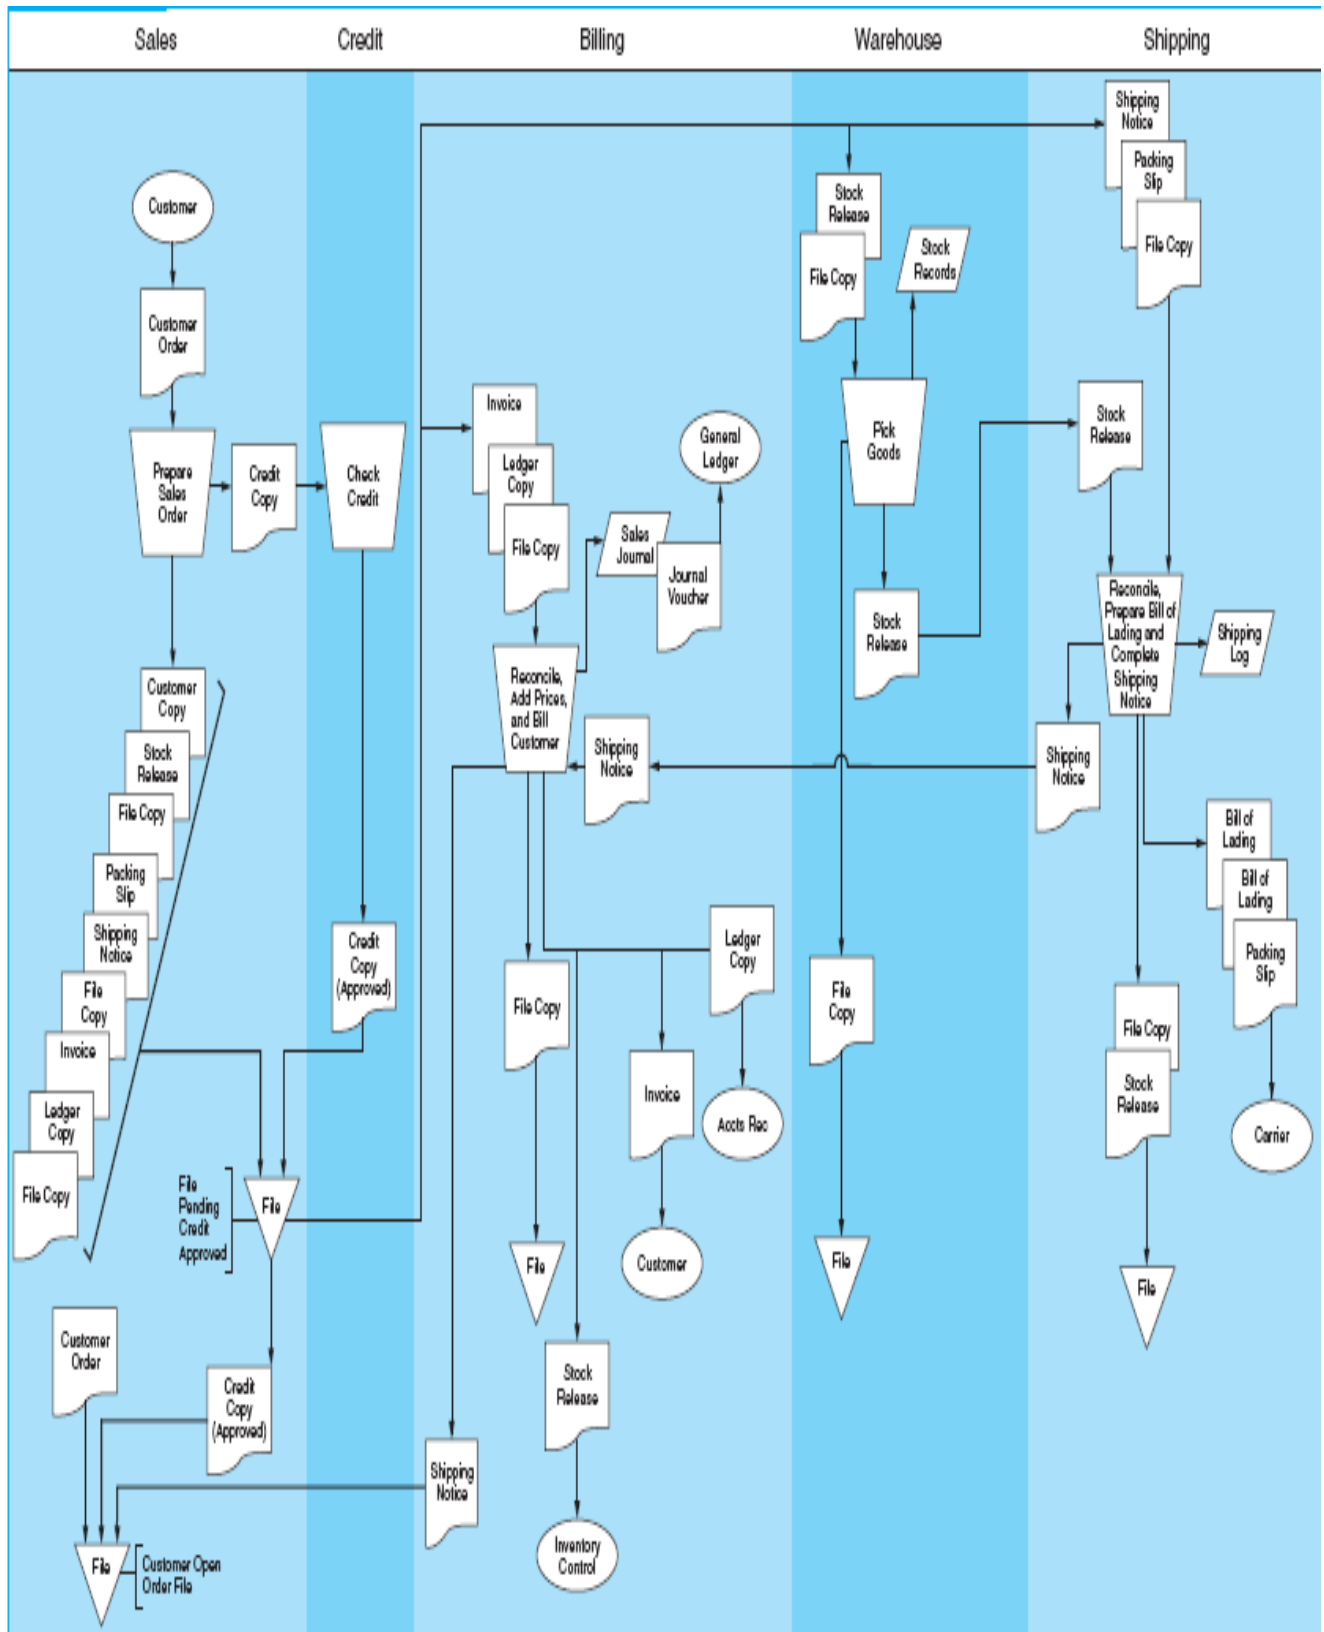 Sales
Credit
Billing
Warehouse
Shipping
Customer
Customer
Order
Prepare
Sales
Order
Credit
Copy
Customer
Copy
Stock
Release
File Copy
Packing
Slip
Shipping
Notice
File
Copy
Invoice
Ledger
Copy
File Copy
File
Pending
Credit
Approved
File
Customer
Order
Credit
Copy
(Approved)
File
Customer Open
Order File
Check
Credit
Credit
Copy
(Approved)
Invoice
Ledger
Copy
File Copy
General
Ledger
Sales
Journal
Journal
Voucher
Reconcile,
Add Prices,
and Bill
Customer
Shipping
Notice
File Copy
File
Ledger
Copy
Accts Rec
Invoice
Customer
Stock
Release
Inventory
Control
Shipping
Notice
Stock
Release
File Copy
Stock
Records
Pick
Goods
Stock
Release
File
Copy
File
Shipping
Notice
Packing
Slip
File Copy
Stock
Release
Reconcile,
Prepare Bill of
Lading and
Complete
Shipping
Notice
Shipping
Log
Shipping
Notice
Bill of
Lading
Bill of
Lading
Packing
Slip
Carrier
File Copy
Stock
Release
File